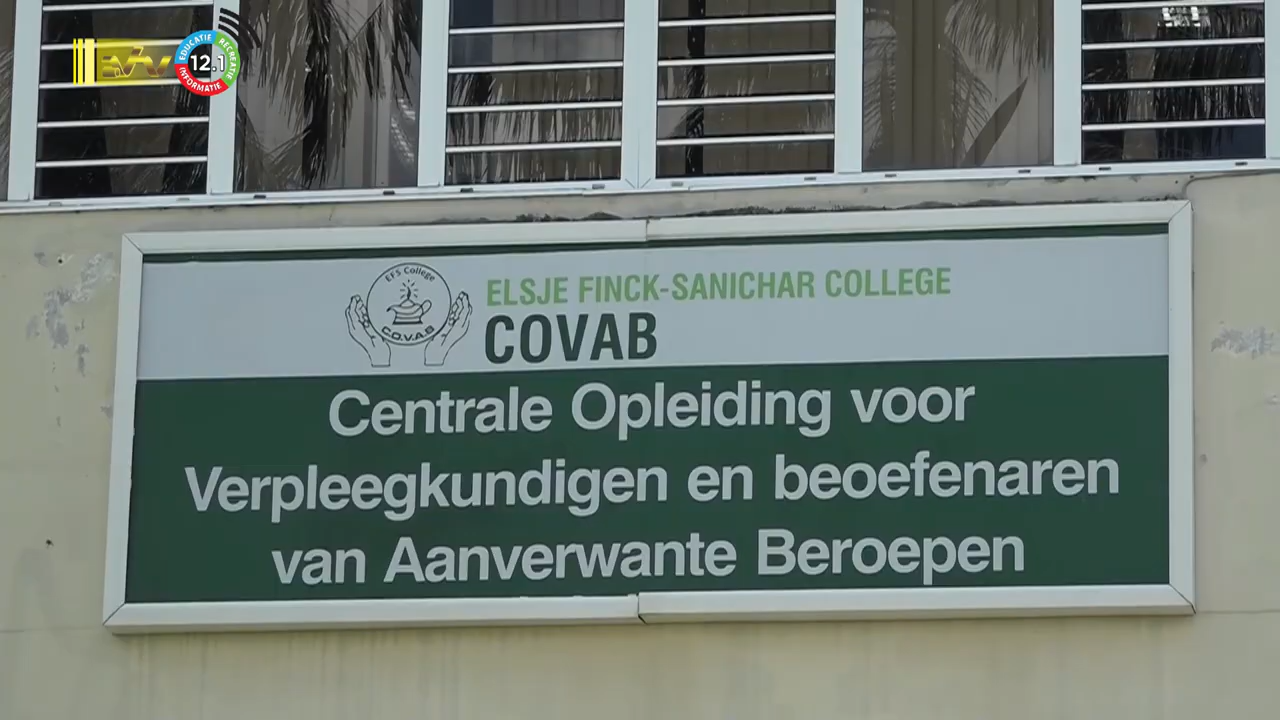 EDUCATIE
RECREATIE
INFORMATIE
12.1
EFS College
C.O.V.A.B
ELSJE FINCK-SANICHAR COLLEGE
COVAB
Centrale Opleiding voor
Verpleegkundigen en beoefenaren
van Aanverwante Beroepen